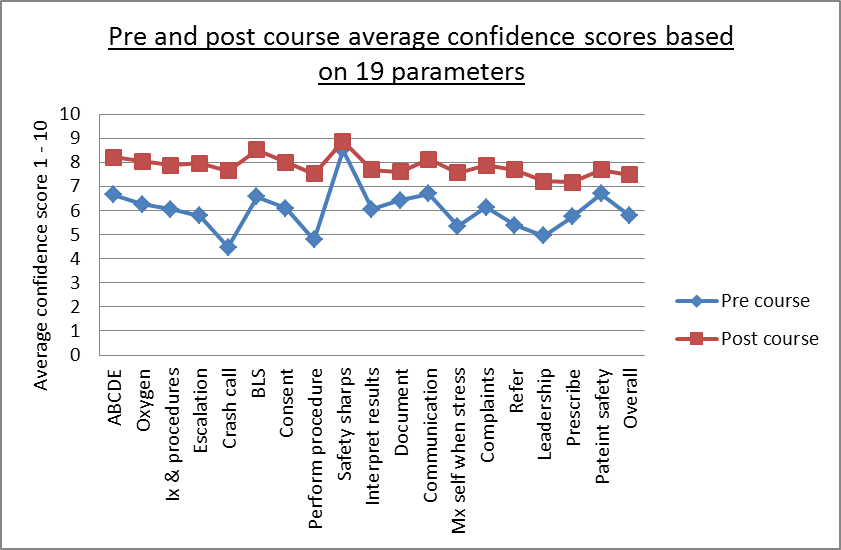 Pre and post course average confidence scores based
on 19 parameters
Average confidence score 1 - 10
10
9
8
7
6
5
4
3
2
1
0
ABCDE
Oxygen
Ix & procedures
Escalation
Crash call
BLS
Consent
Perform procedure
Safety sharps
Interpret results
Document
Communication
Mx self when stress
Complaints
Refer
Leadership
Prescribe
Pateint safety
Overall
Pre course
Post course